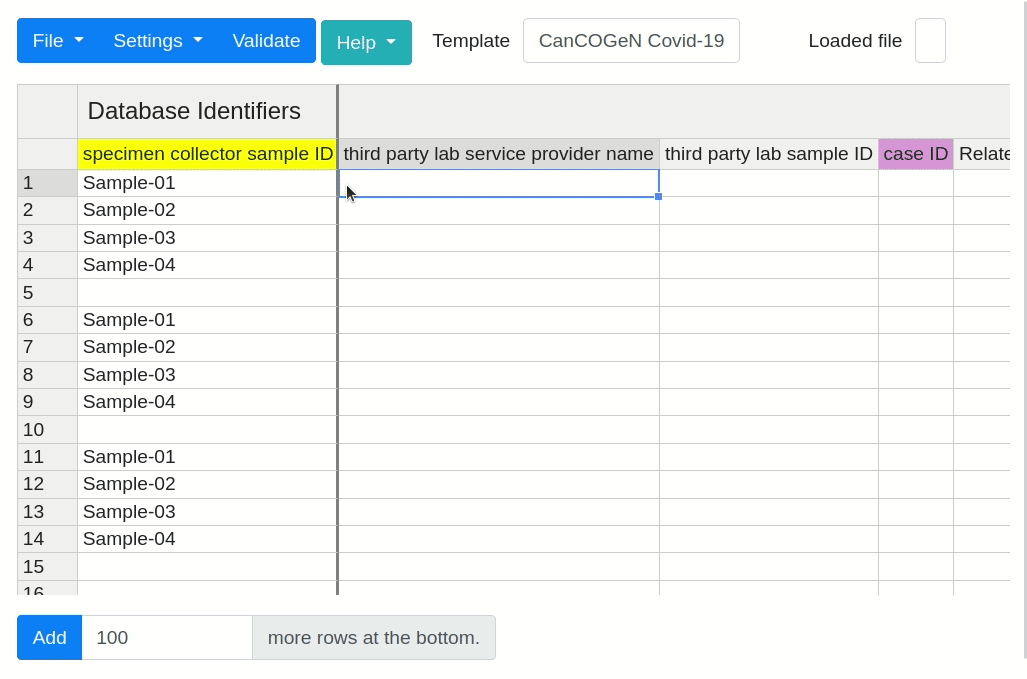 File Settings Validate Help Template CanCOGeN Covid-19 Loaded file
Database Identifiers
specimen collector sample ID third party lab service provider name third party lab sample ID case ID Relate
1 Sample-01
2 Sample-02
3 Sample-03
4 Sample-04
5
6 Sample-01
7 Sample-02
8 Sample-03
9 Sample-04
10
11 Sample-01
12 Sample-02
13 Sample-03
14 Sample-04
15
16
Add 100 more rows at the bottom.